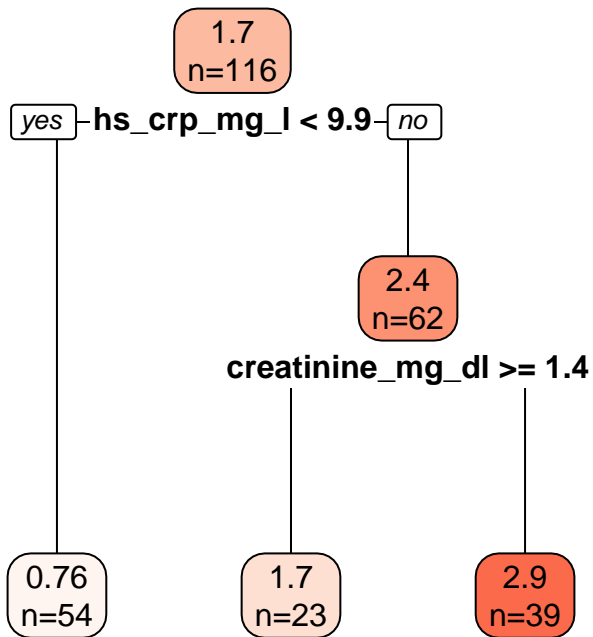 1.7
n=116
yes hs_crp_mg_l < 9.9 no
2.4
n=62
creatinine_mg_dl >= 1.4
0.76
n=54
1.7
n=23
2.9
n=39